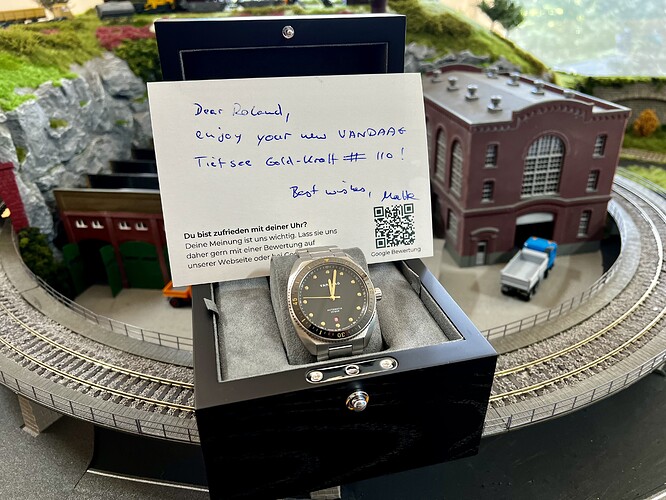 Dear Roland,
enjoy your new VANDAAG
Tiefsee Gold-Kraft # 110!
Best wishes, Malte
Du bist zufrieden mit deiner Uhr?
Deine Meinung ist uns wichtig. Lass sie uns
daher gern mit einer Bewertung auf
unserer Webseite oder bei
Google Bewertung
VANDAAG